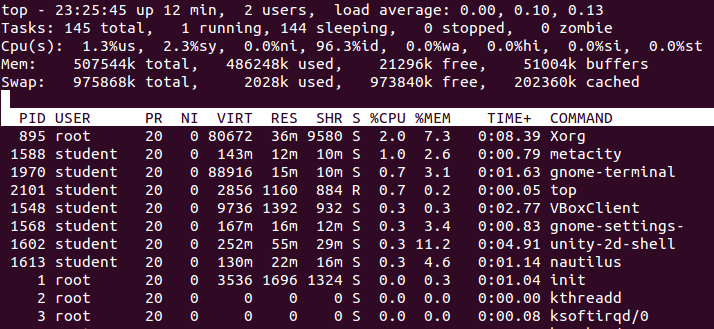 top - 23:25:45 up 12 min,  2 users,  load average: 0.00, 0.10, 0.13
Tasks: 145 total,   1 running, 144 sleeping,   0 stopped,   0 zombie
Cpu(s):  1.3%us,  2.3%sy,  0.0%ni, 96.3%id,  0.0%wa,  0.0%hi,  0.0%si,  0.0%st
Mem:    507544k total,   486248k used,    21296k free,    51004k buffers
Swap:   975868k total,     2028k used,   973840k free,   202360k cached
  PID USER      PR  NI  VIRT  RES  SHR S %CPU %MEM    TIME+  COMMAND
  895 root      20   0 80672  36m 9580 S  2.0  7.3   0:08.39 Xorg
 1588 student   20   0  143m  12m  10m S  1.0  2.6   0:00.79 metacity
 1970 student   20   0 88916  15m  10m S  0.7  3.1   0:01.63 gnome-terminal
 2101 student   20   0  2856 1160  884 R  0.7  0.2   0:00.05 top
 1548 student   20   0  9736 1392  932 S  0.3  0.3   0:02.77 VBoxClient
 1568 student   20   0  167m  16m  12m S  0.3  3.4   0:00.83 gnome-settings-
 1602 student   20   0  252m  55m  29m S  0.3 11.2   0:04.91 unity-2d-shell
 1613 student   20   0  130m  22m  16m S  0.3  4.6   0:01.14 nautilus
    1 root      20   0  3536 1696 1324 S  0.0  0.3   0:01.04 init
    2 root      20   0     0    0    0 S  0.0  0.0   0:00.00 kthreadd
    3 root      20   0     0    0    0 S  0.0  0.0   0:00.08 ksoftirqd/0